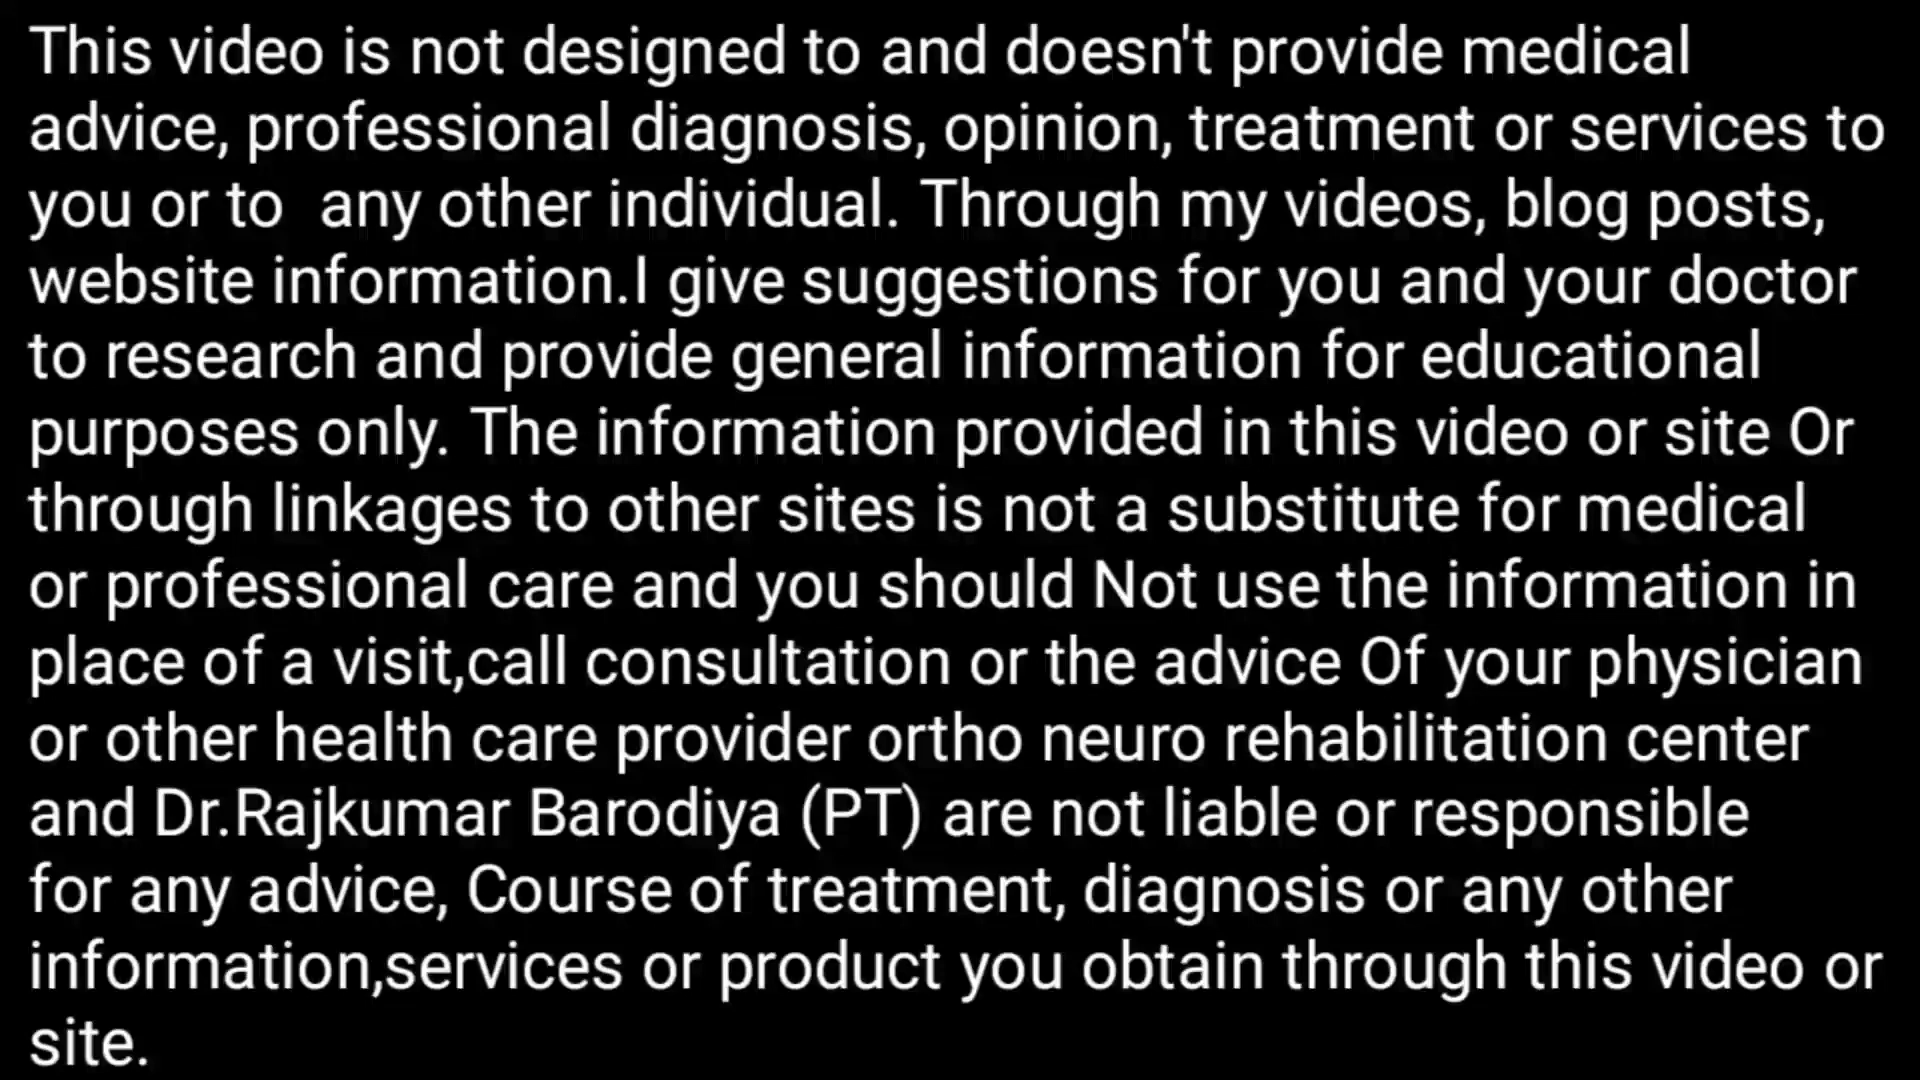 This video is not designed to and doesn't provide medical
advice, professional diagnosis, opinion, treatment or services to
you or to  any other individual. Through my videos, blog posts,
website information.I give suggestions for you and your doctor
to research and provide general information for educational
purposes only. The information provided in this video or site Or
through linkages to other sites is not a substitute for medical
or professional care and you should Not use the information in
place of a visit,call consultation or the advice Of your physician
or other health care provider ortho neuro rehabilitation center
and Dr.Rajkumar Barodiya (PT) are not liable or responsible
for any advice, Course of treatment, diagnosis or any other
information,services or product you obtain through this video or
site.